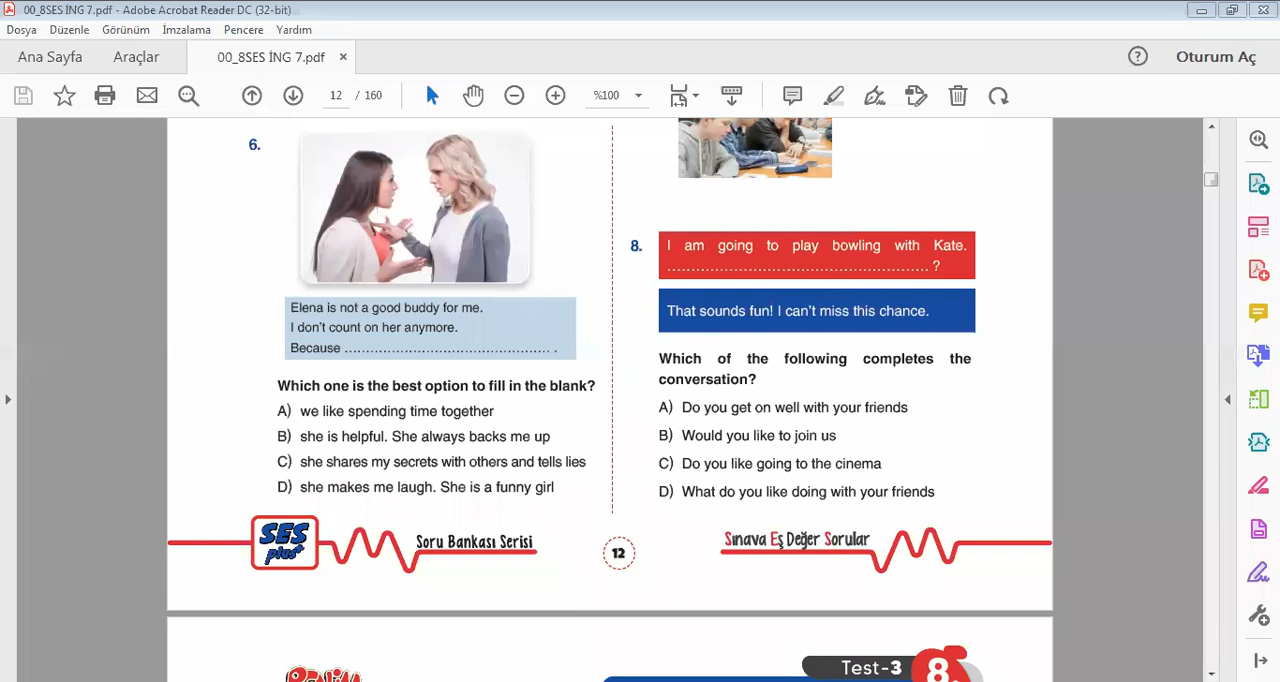 00_8SES İNG 7.pdf - Adobe Acrobat Reader DC (32-bit)
Dosya Düzenle Görünüm İmzalama Pencere Yardım
Ana Sayfa Araçlar 00_8SES İNG 7.pdf × Oturum Aç
12 / 160 %100
6.
Elena is not a good buddy for me.
I don't count on her anymore.
Because ................................................. .
Which one is the best option to fill in the blank?
A) we like spending time together
B) she is helpful. She always backs me up
C) she shares my secrets with others and tells lies
D) she makes me laugh. She is a funny girl
8.
I am going to play bowling with Kate.
...................................................... ?
That sounds fun! I can't miss this chance.
Which of the following completes the
conversation?
A) Do you get on well with your friends
B) Would you like to join us
C) Do you like going to the cinema
D) What do you like doing with your friends
SES
plus+
Soru Bankası Serisi
12
Sınava Eş Değer Sorular
Test-3
8.